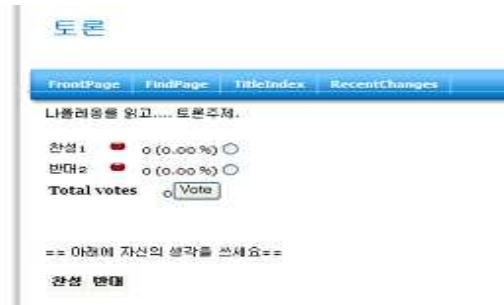 토론
FrontPage FindPage TitleIndex RecentChanges
나폴레옹을 읽고.... 토론주제.
찬성1 0 (0.00 %)
반대2 0 (0.00 %)
Total votes 0 Vote
== 아래에 자신의 생각을 쓰세요==
찬성 반대